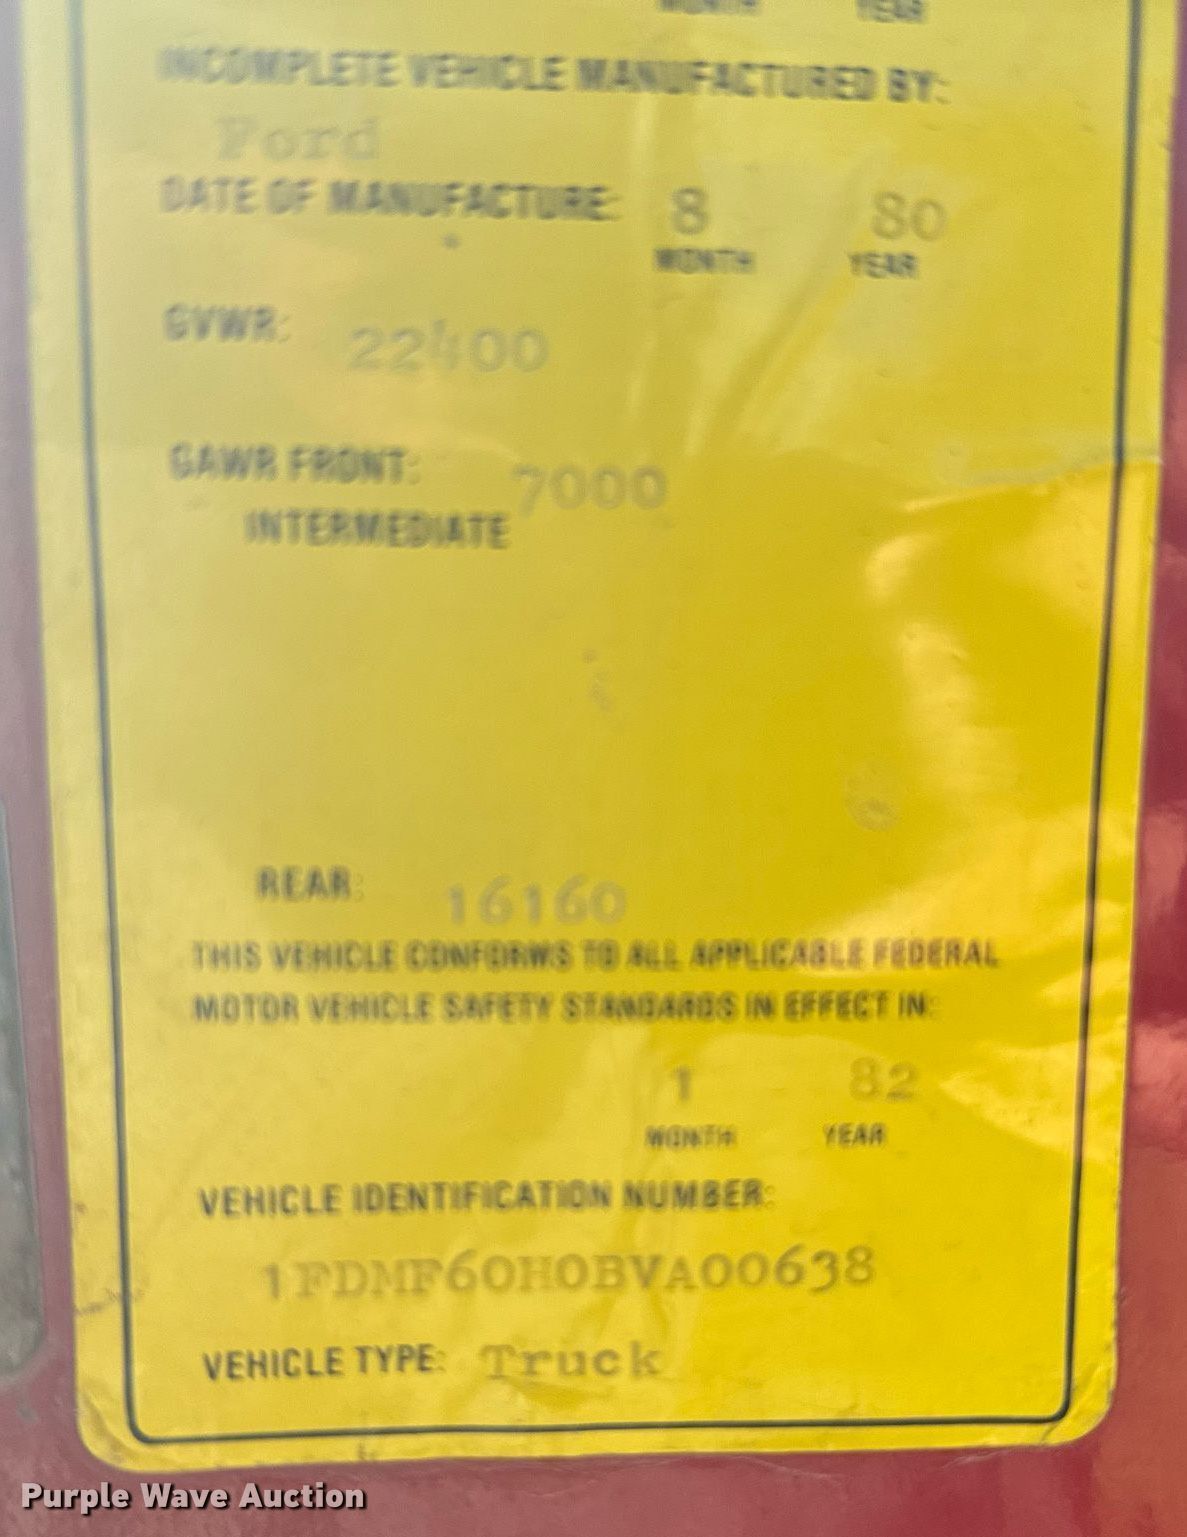 MONTH YEAR
INCOMPLETE VEHICLE MANUFACTURED BY:
Ford
DATE OF MANUFACTURE: 8 80
MONTH YEAR
GVWR: 22400
GAWR FRONT: 7000
INTERMEDIATE
REAR: 16160
THIS VEHICLE CONFORMS TO ALL APPLICABLE FEDERAL
MOTOR VEHICLE SAFETY STANDARDS IN EFFECT IN:
1 82
MONTH YEAR
VEHICLE IDENTIFICATION NUMBER:
1FDMF60H0BVA00638
VEHICLE TYPE: Truck
Purple Wave Auction